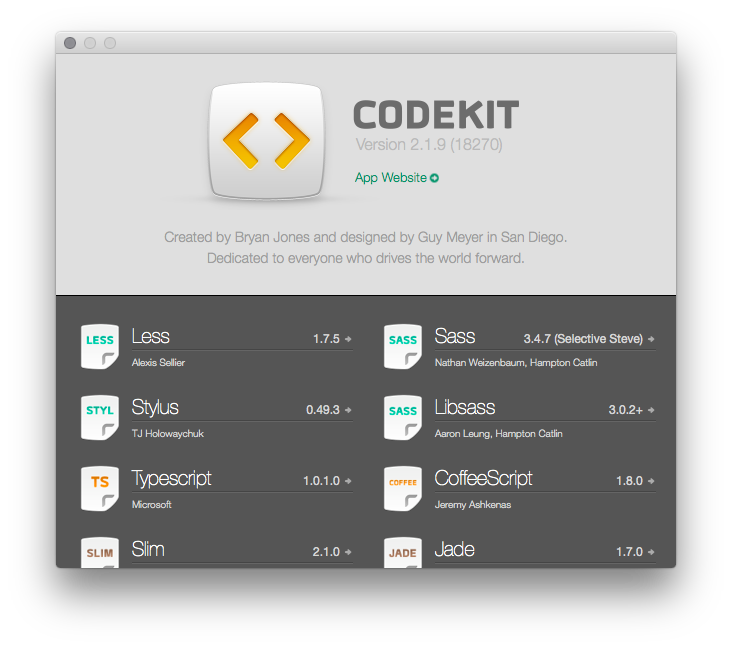 CODEKIT
Version 2.1.9 (18270)
App Website
Created by Bryan Jones and designed by Guy Meyer in San Diego.
Dedicated to everyone who drives the world forward.
LESS Less 1.7.5
Alexis Sellier
SASS Sass 3.4.7 (Selective Steve)
Nathan Weizenbaum, Hampton Catlin
STYL Stylus 0.49.3
TJ Holowaychuk
SASS Libsass 3.0.2+
Aaron Leung, Hampton Catlin
TS Typescript 1.0.1.0
Microsoft
COFFEE CoffeeScript 1.8.0
Jeremy Ashkenas
SLIM Slim 2.1.0
JADE Jade 1.7.0